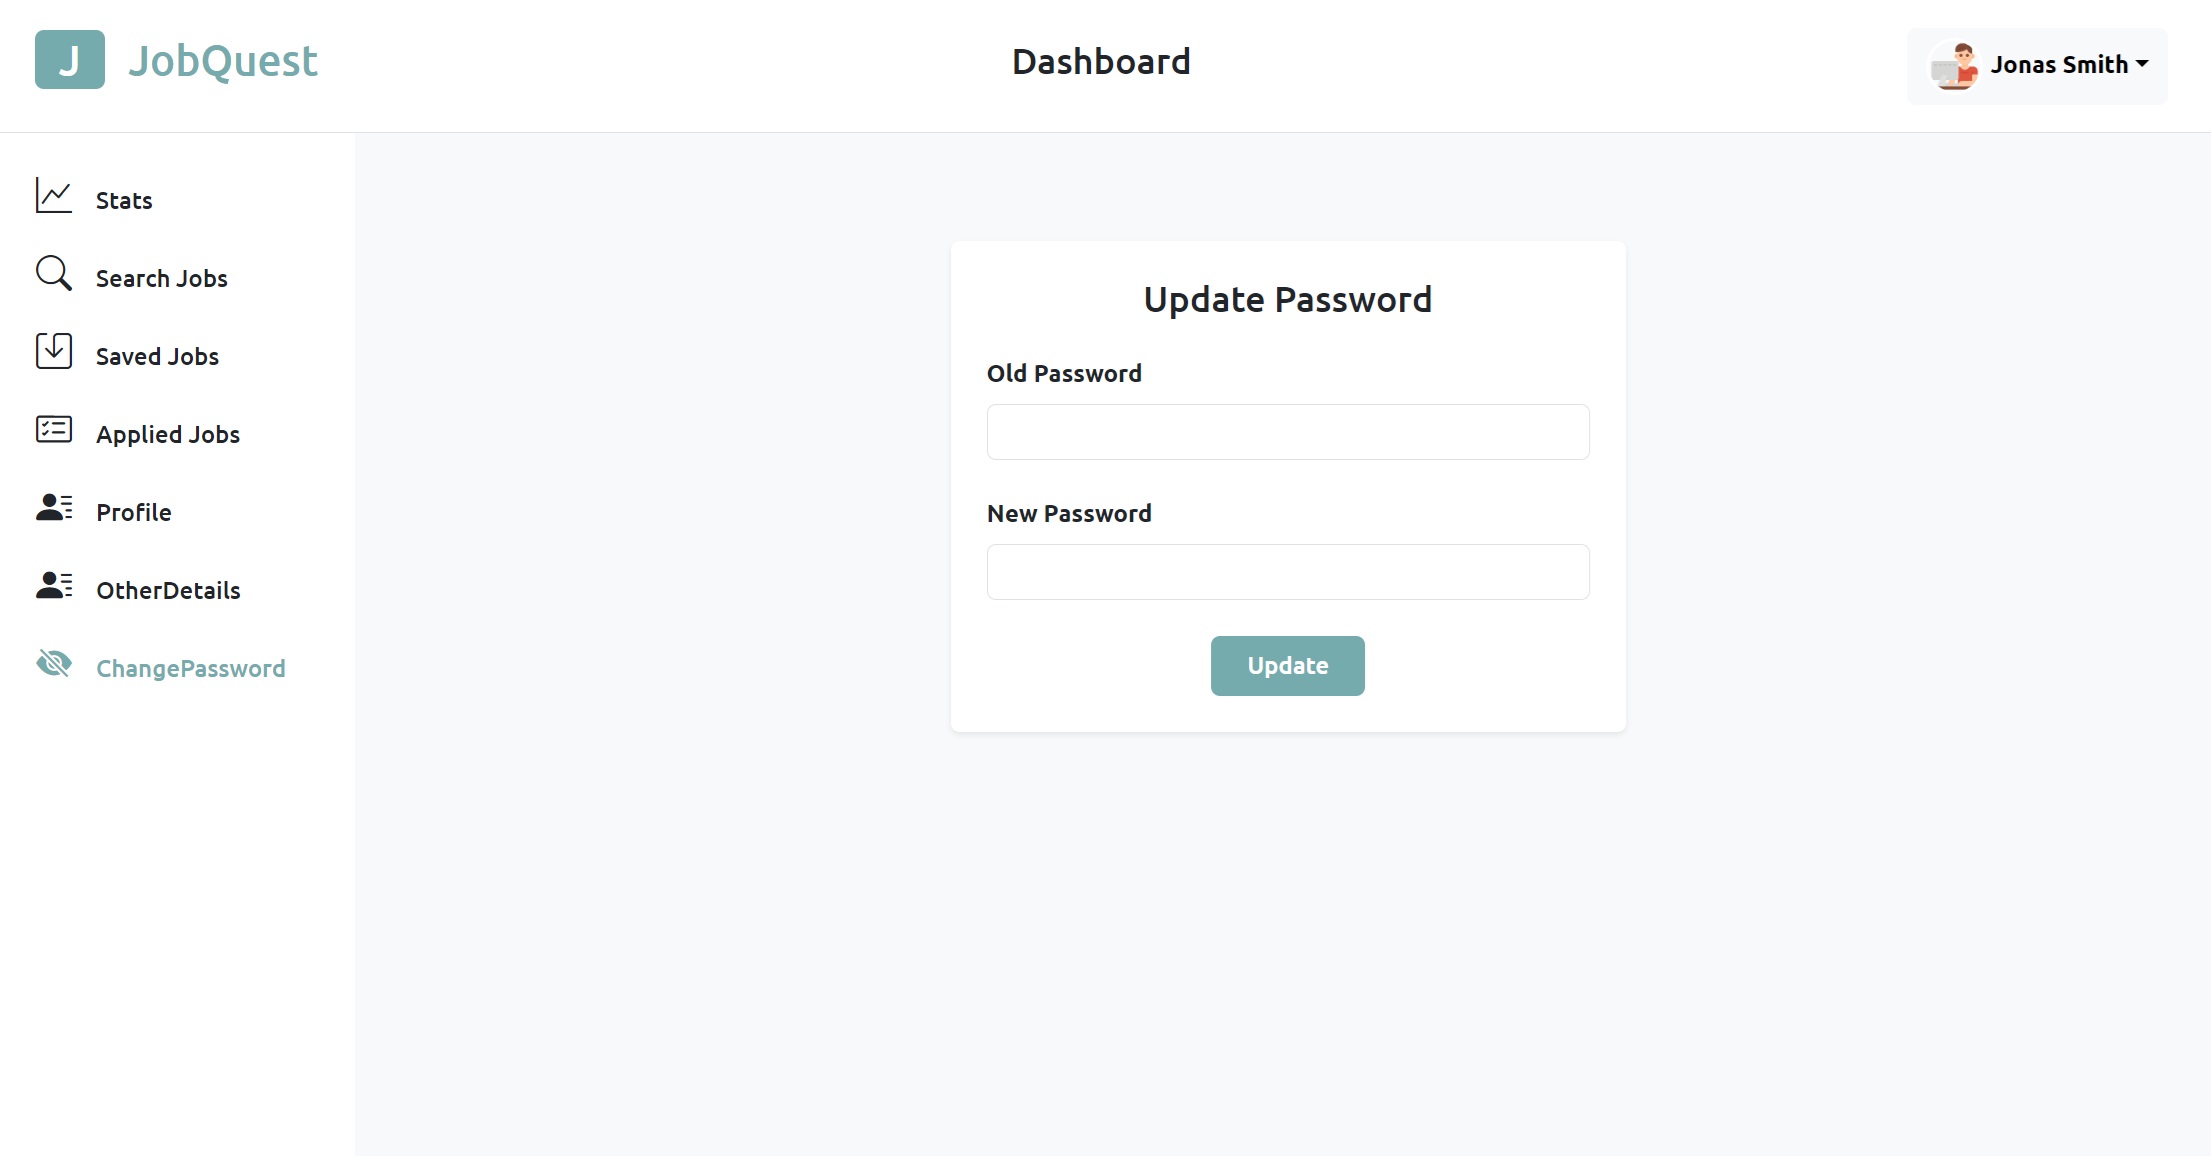 J JobQuest
Dashboard
Jonas Smith
Stats
Search Jobs
Saved Jobs
Applied Jobs
Profile
OtherDetails
ChangePassword
Update Password
Old Password
New Password
Update